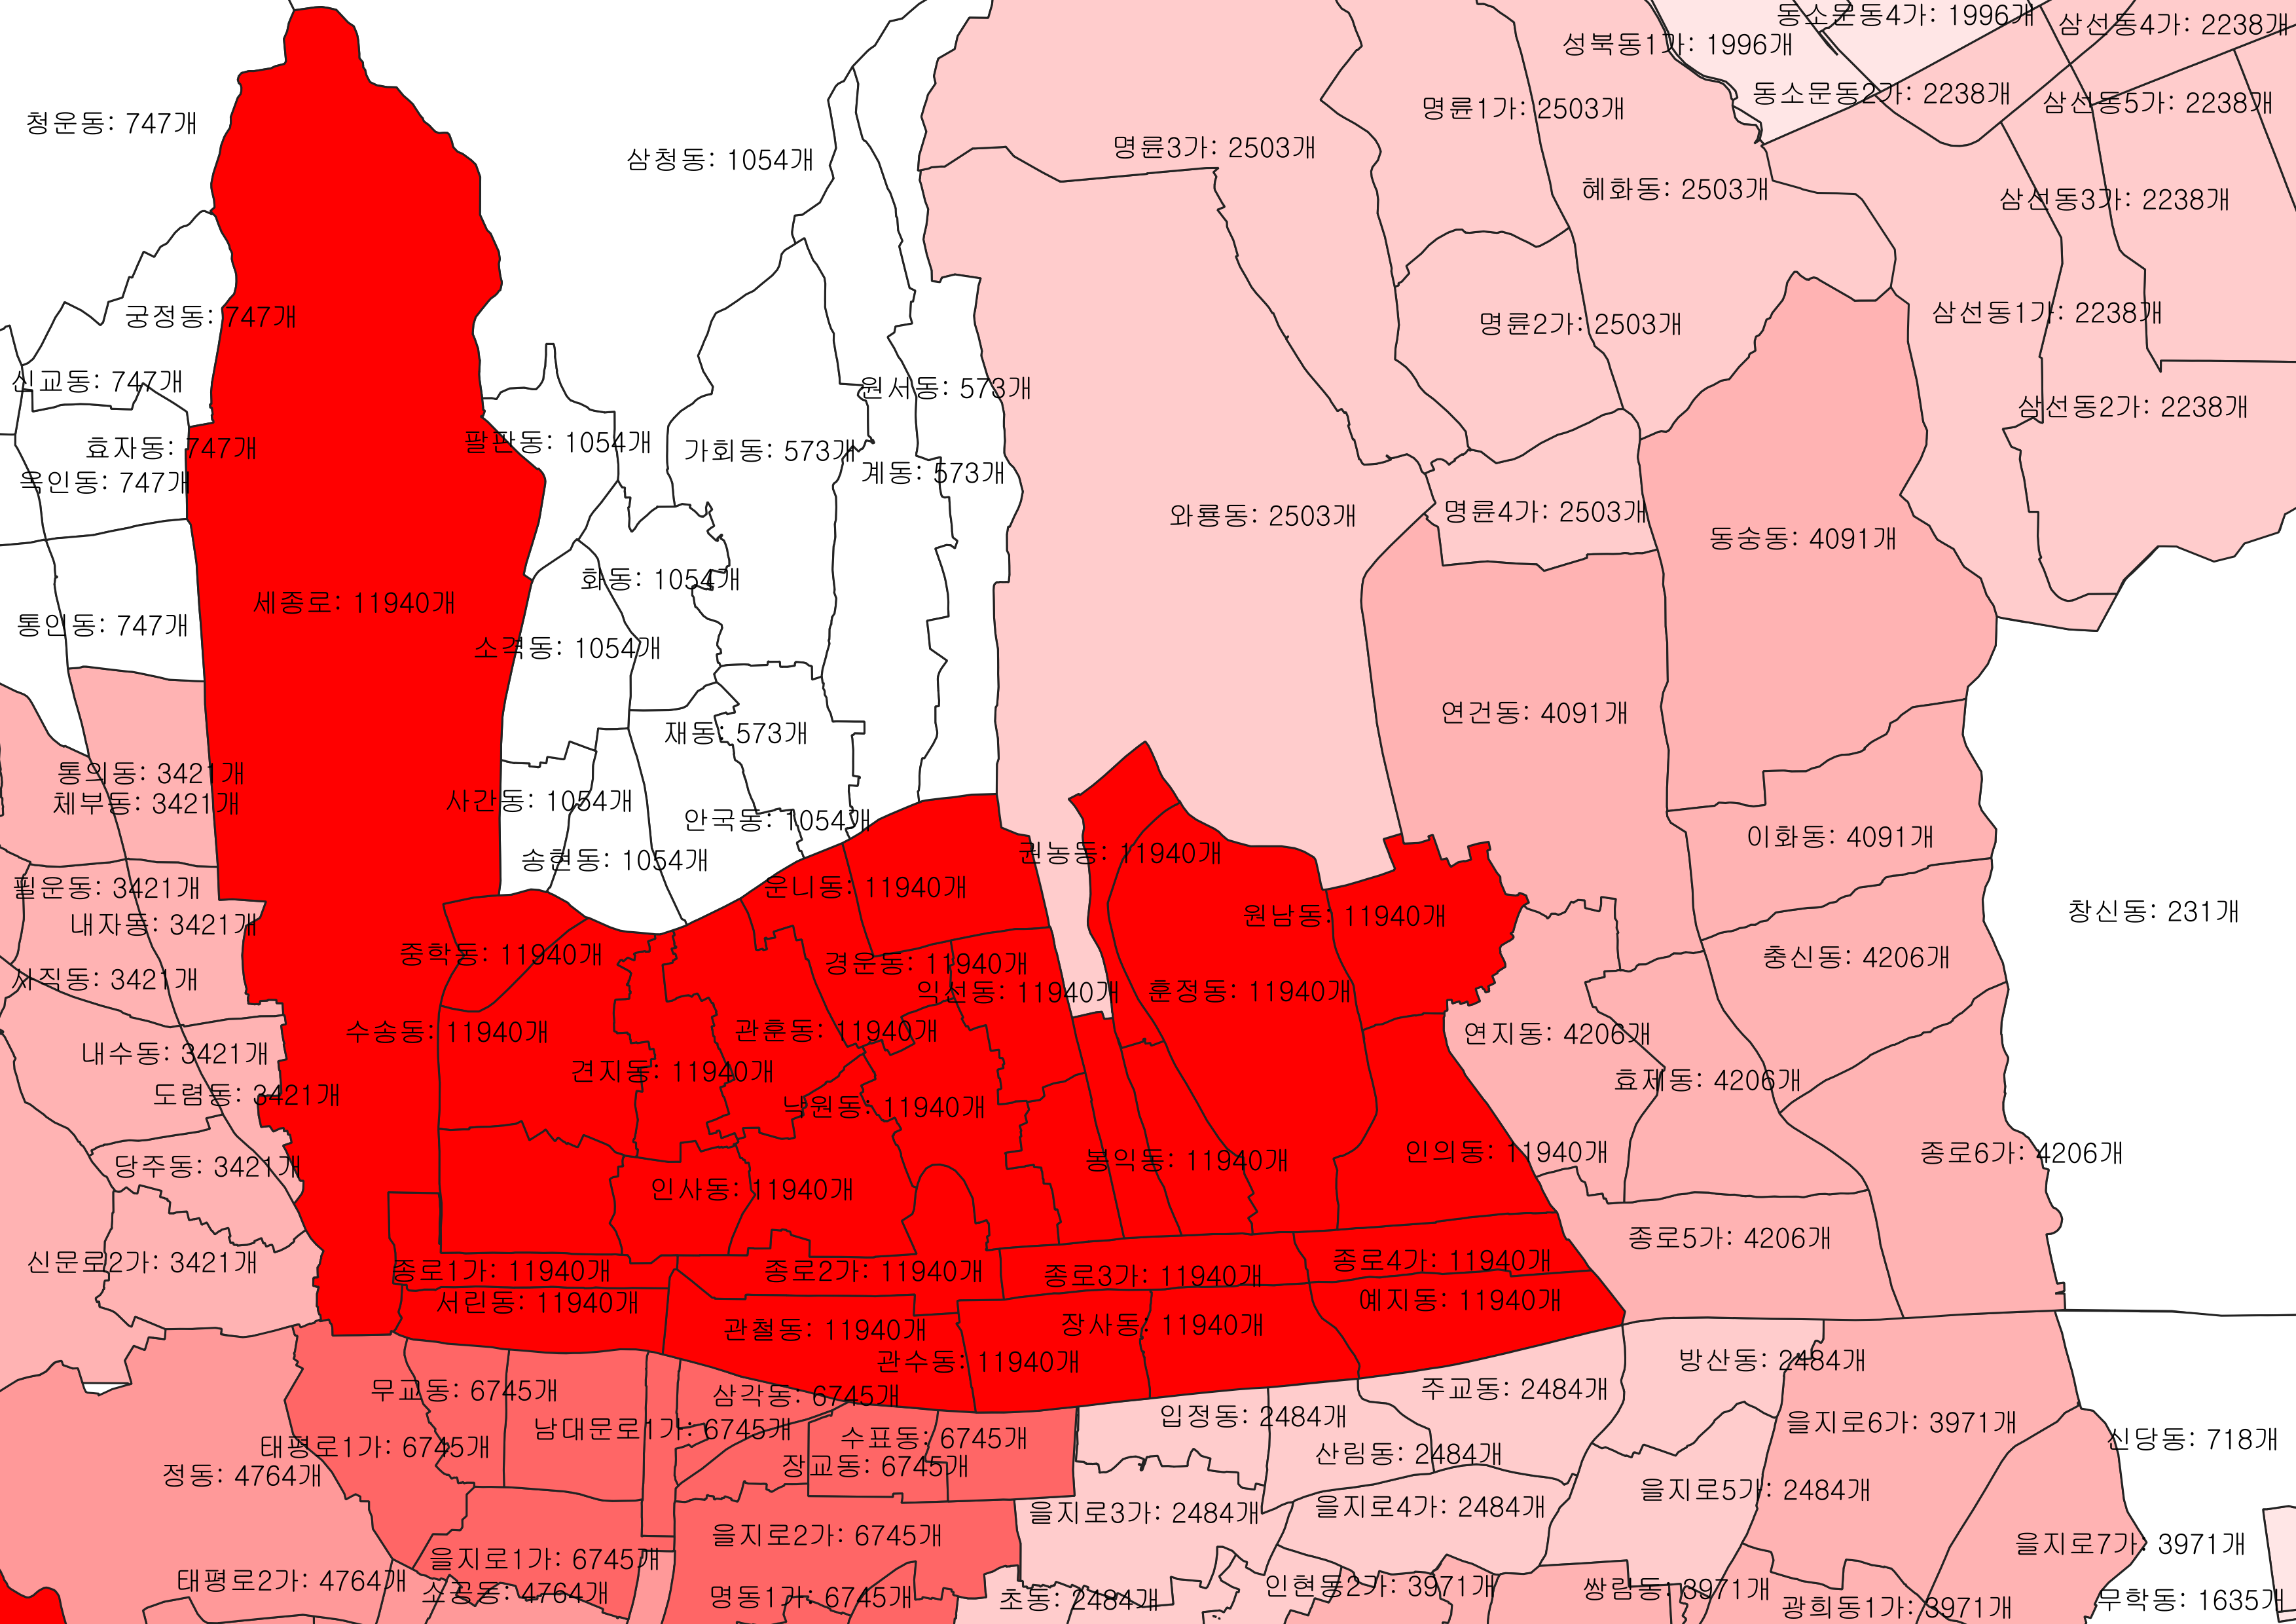 동소문동4가: 1996개
삼선동4가: 2238개
성북동1가: 1996개
동소문동2가: 2238개
삼선동5가: 2238개
명륜1가: 2503개
청운동: 747개
명륜3가: 2503개
삼청동: 1054개
혜화동: 2503개
삼선동3가: 2238개
궁정동: 747개
삼선동1가: 2238개
명륜2가: 2503개
신교동: 747개
원서동: 573개
삼선동2가: 2238개
효자동: 747개
팔판동: 1054개
가회동: 573개
계동: 573개
옥인동: 747개
와룡동: 2503개
명륜4가: 2503개
동숭동: 4091개
화동: 1054개
세종로: 11940개
통인동: 747개
소격동: 1054개
연건동: 4091개
재동: 573개
통의동: 3421개
체부동: 3421개
사간동: 1054개
안국동: 1054개
이화동: 4091개
송현동: 1054개
권농동: 11940개
필운동: 3421개
운니동: 11940개
원남동: 11940개
창신동: 231개
내자동: 3421개
중학동: 11940개
경운동: 11940개
충신동: 4206개
사직동: 3421개
익선동: 11940개
훈정동: 11940개
수송동: 11940개
관훈동: 11940개
연지동: 4206개
내수동: 3421개
견지동: 11940개
효제동: 4206개
도렴동: 3421개
낙원동: 11940개
인의동: 11940개
종로6가: 4206개
당주동: 3421개
봉익동: 11940개
인사동: 11940개
종로5가: 4206개
신문로2가: 3421개
종로1가: 11940개
종로2가: 11940개
종로3가: 11940개
종로4가: 11940개
서린동: 11940개
예지동: 11940개
관철동: 11940개
장사동: 11940개
관수동: 11940개
방산동: 2484개
무교동: 6745개
삼각동: 6745개
주교동: 2484개
입정동: 2484개
을지로6가: 3971개
남대문로1가: 6745개
수표동: 6745개
신당동: 718개
태평로1가: 6745개
산림동: 2484개
장교동: 6745개
정동: 4764개
을지로5가: 2484개
을지로3가: 2484개
을지로4가: 2484개
을지로2가: 6745개
을지로7가: 3971개
을지로1가: 6745개
태평로2가: 4764개
소공동: 4764개
인현동2가: 3971개
쌍림동: 3971개
명동1가: 6745개
초동: 2484개
무학동: 1635개
광희동1가: 3971개